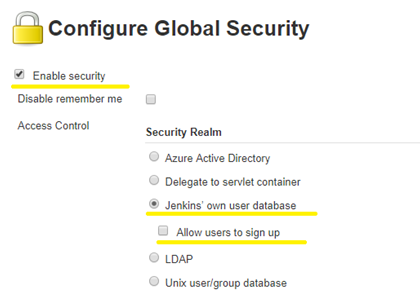 Configure Global Security
Enable security
Disable remember me
Access Control
Security Realm
Azure Active Directory
Delegate to servlet container
Jenkins' own user database
Allow users to sign up
LDAP
Unix user/group database